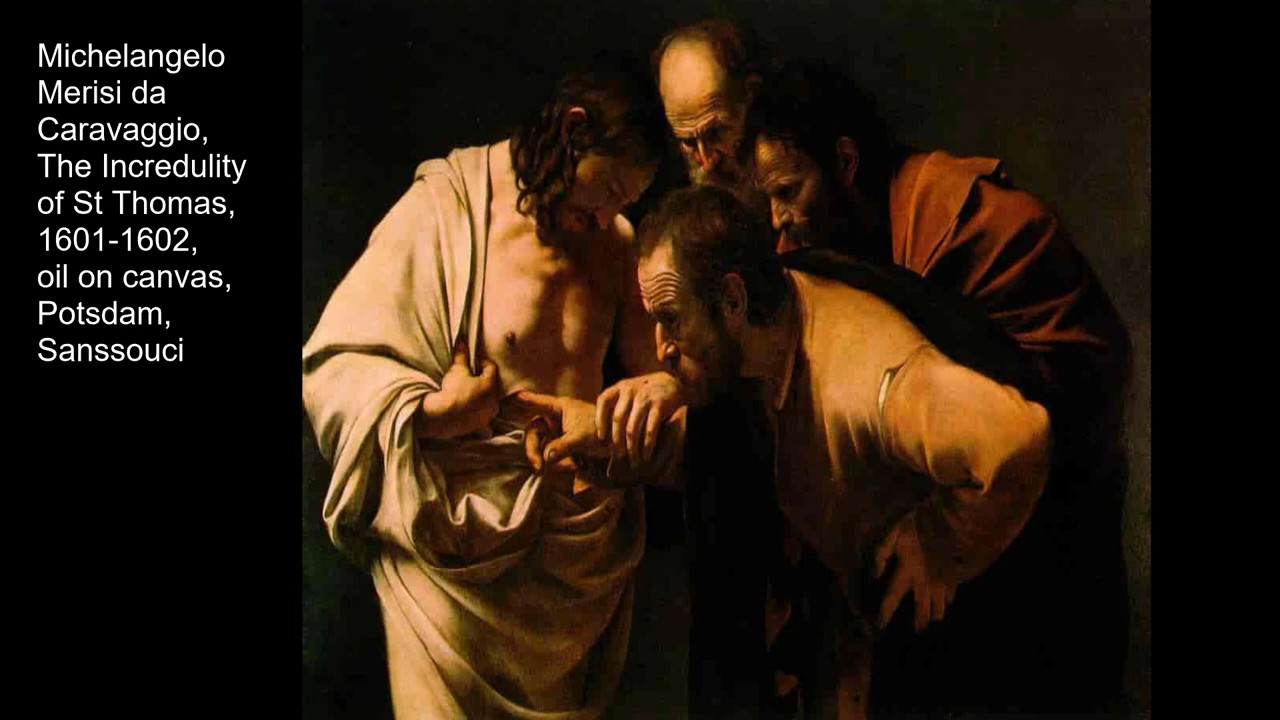 Michelangelo
Merisi da
Caravaggio,
The Incredulity
of St Thomas,
1601-1602,
oil on canvas,
Potsdam,
Sanssouci